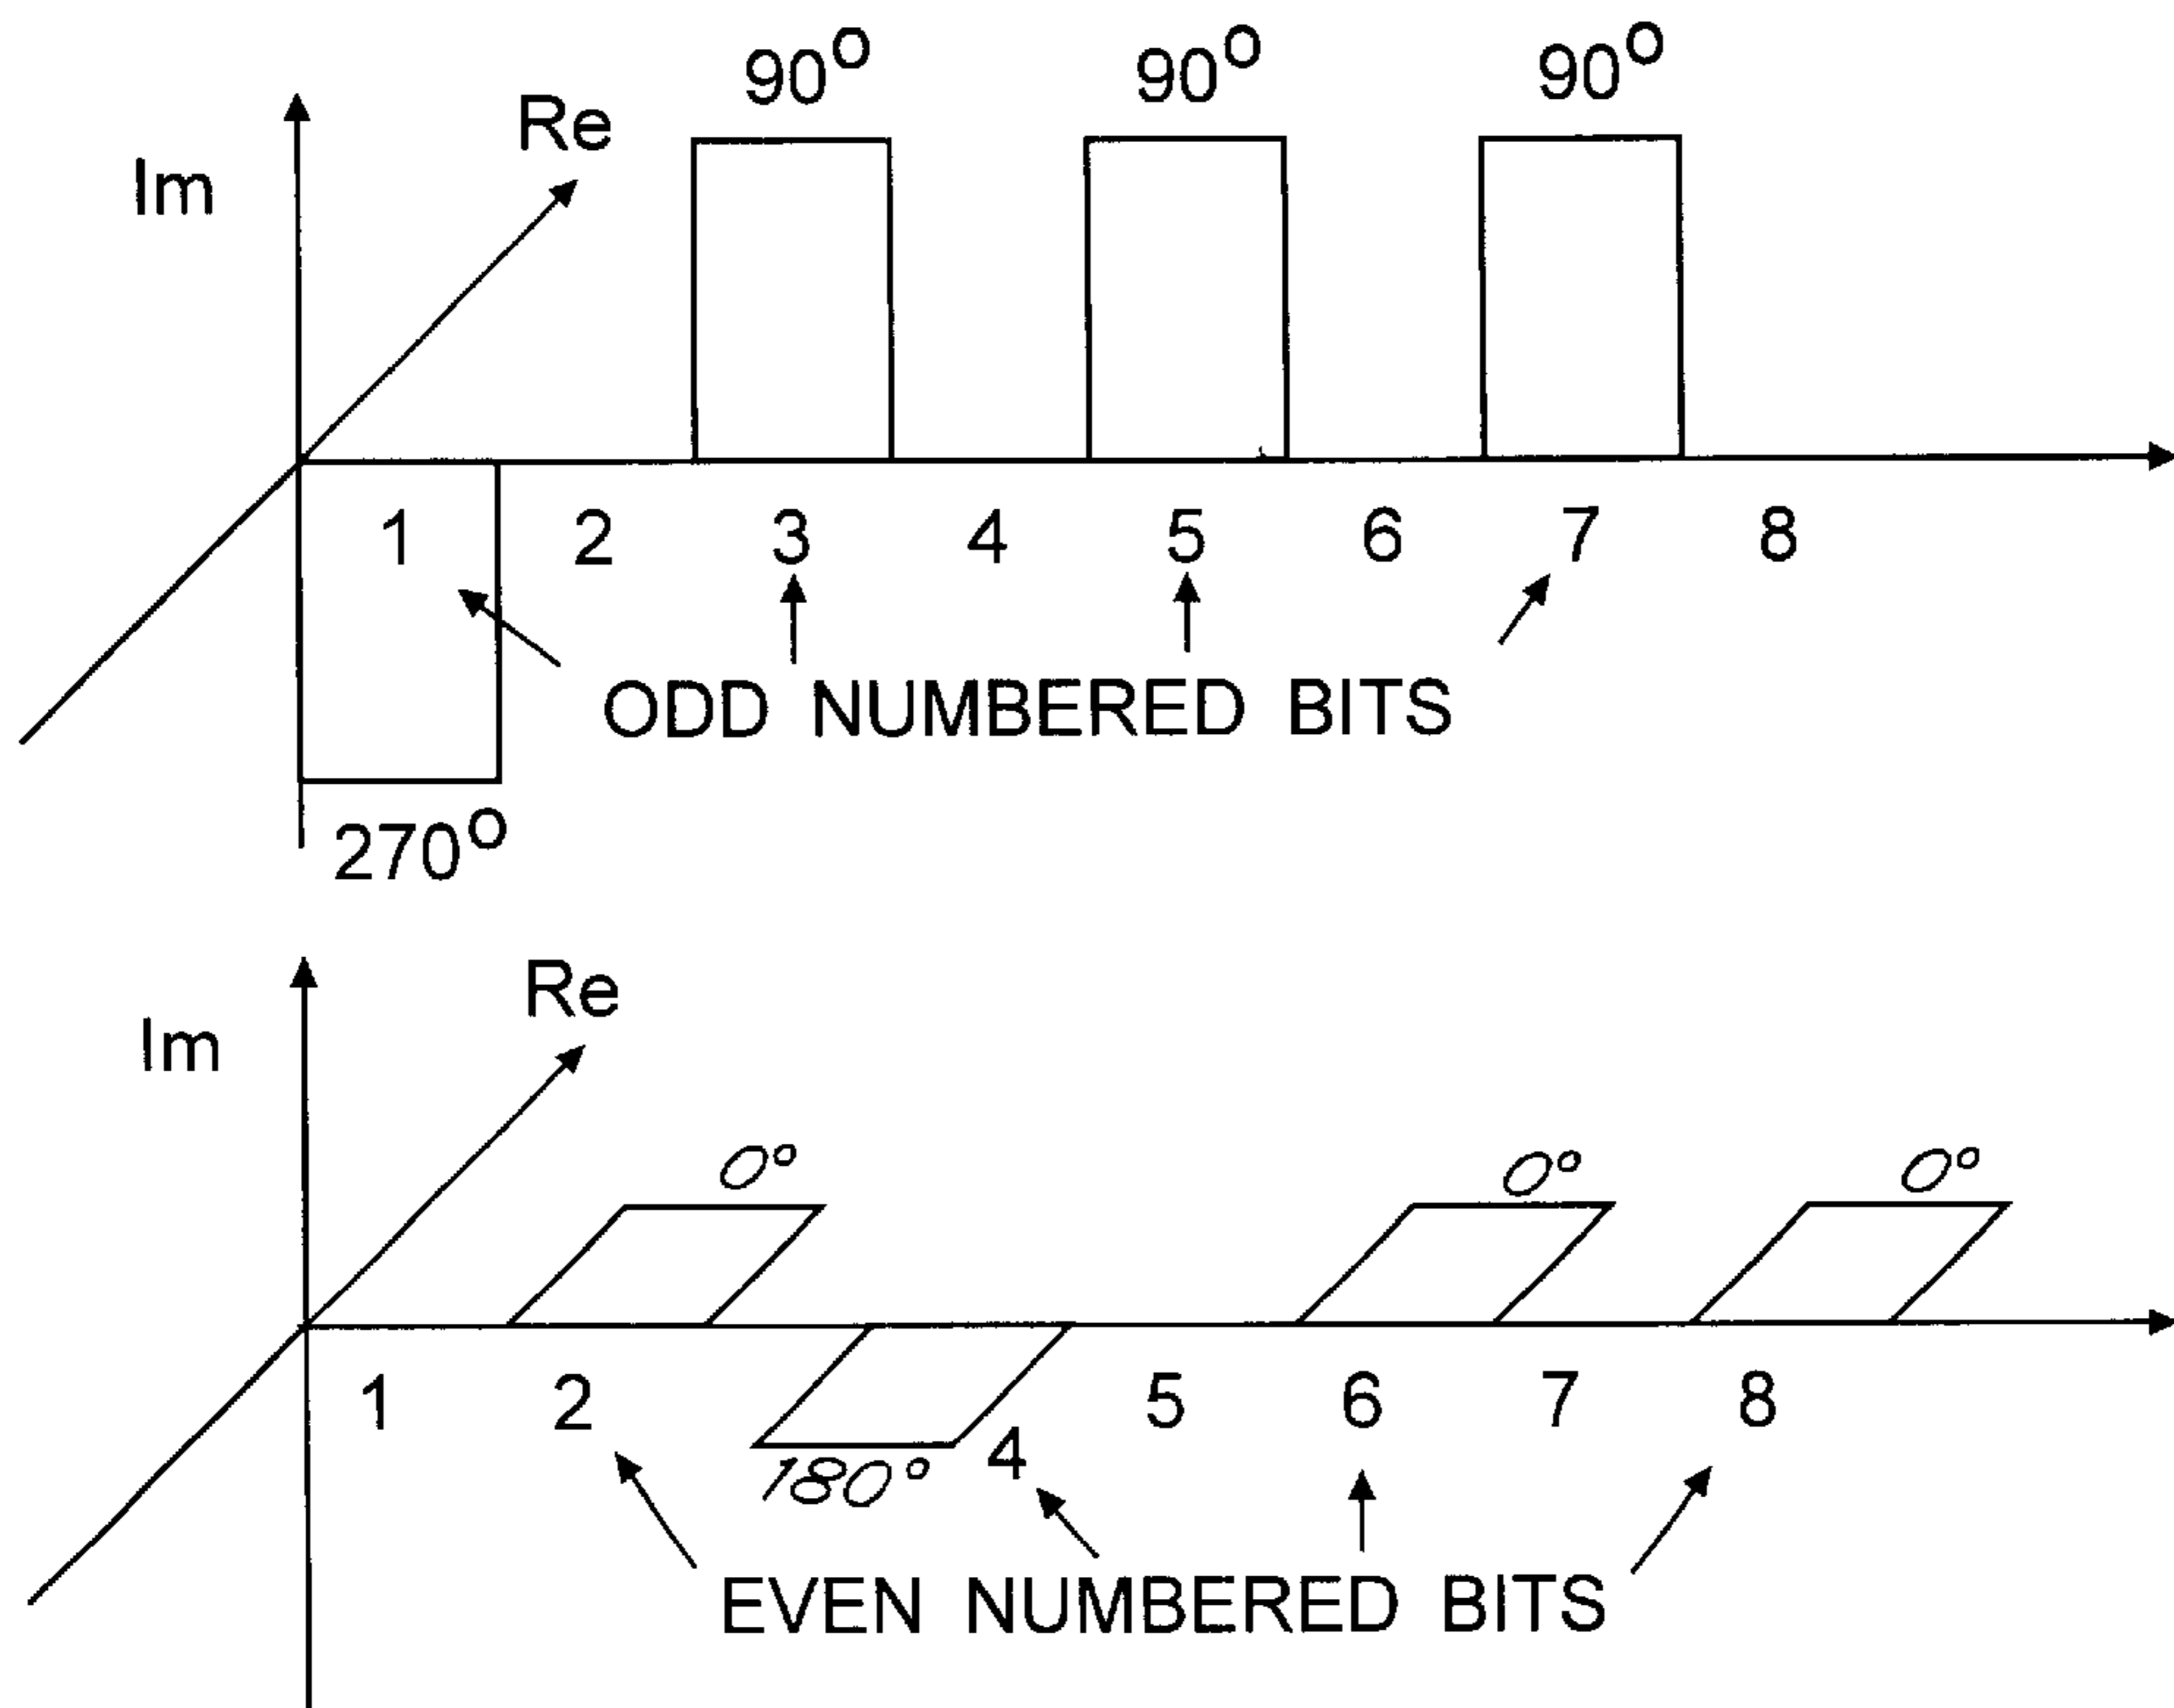 90° 90° 90°
Re
Im
1 2 3 4 5 6 7 8
ODD NUMBERED BITS
270°
Re
Im
0° 0° 0°
1 2 5 6 7 8
180° 4
EVEN NUMBERED BITS